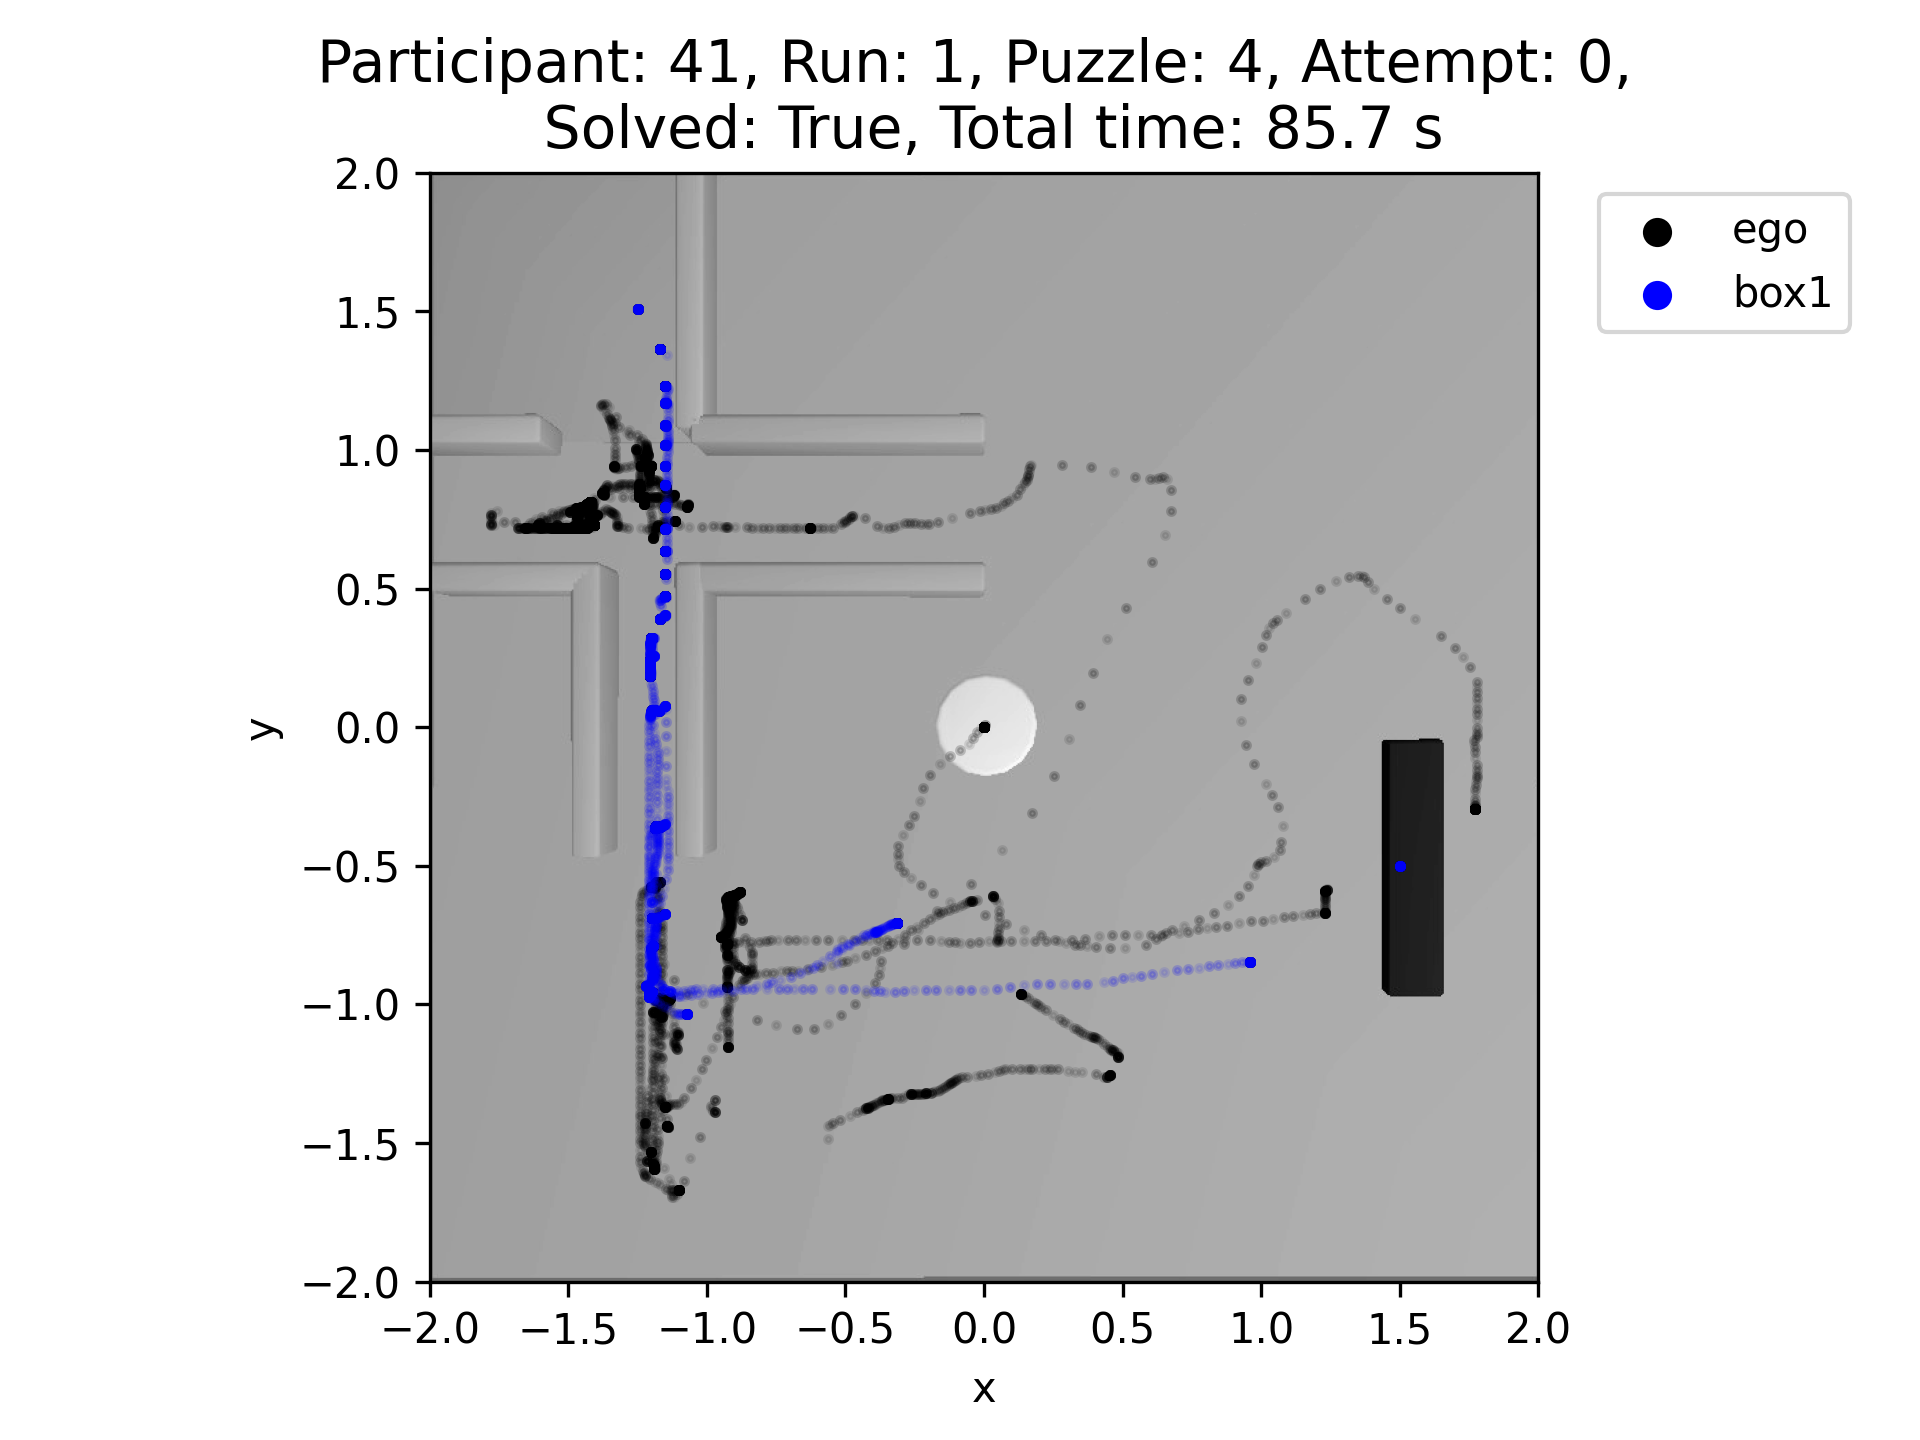 Participant: 41, Run: 1, Puzzle: 4, Attempt: 0,
Solved: True, Total time: 85.7 s
ego
box1
2.0
1.5
1.0
0.5
0.0
−0.5
−1.0
−1.5
−2.0
y
−2.0 −1.5 −1.0 −0.5 0.0 0.5 1.0 1.5 2.0
x